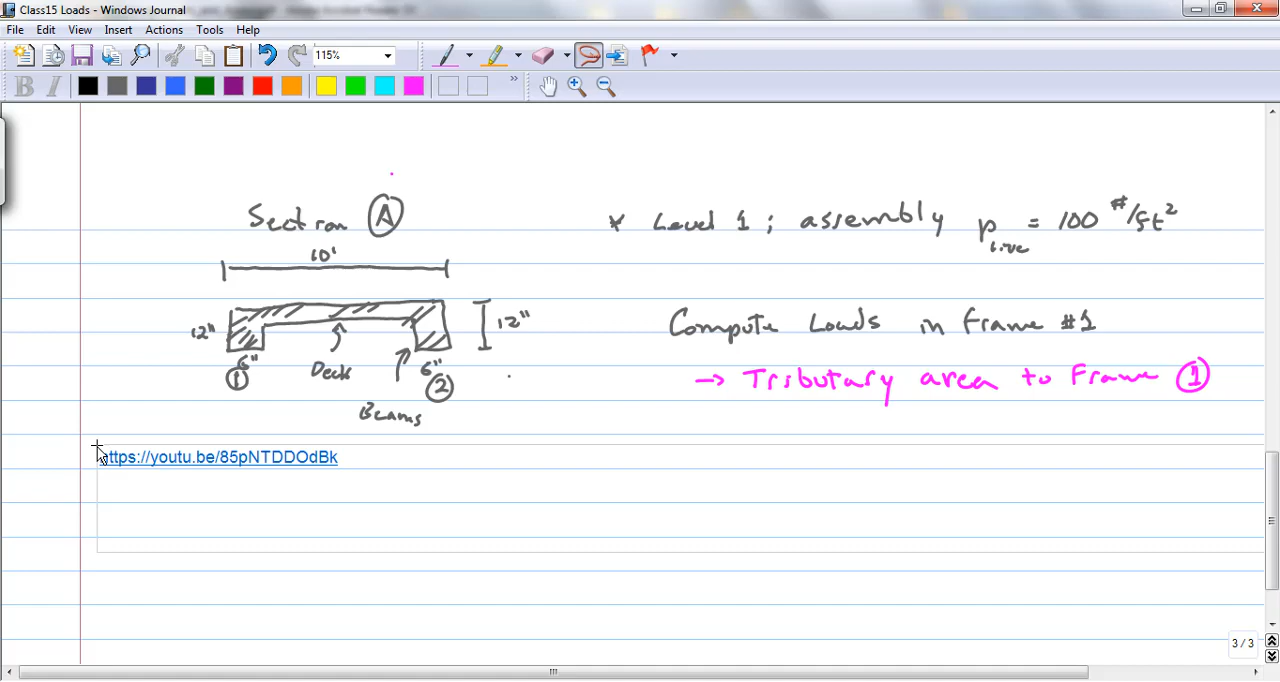 Class15 Loads - Windows Journal
File Edit View Insert Actions Tools Help
115%
Section A
* Level 1; assembly P live = 100 #/ft²
10'
12"
12"
Compute Loads in Frame #1
6"
Deck
6"
1
2
→ Tributary area to Frame 1
Beams
https://youtu.be/85pNTDDOdBk
3 / 3